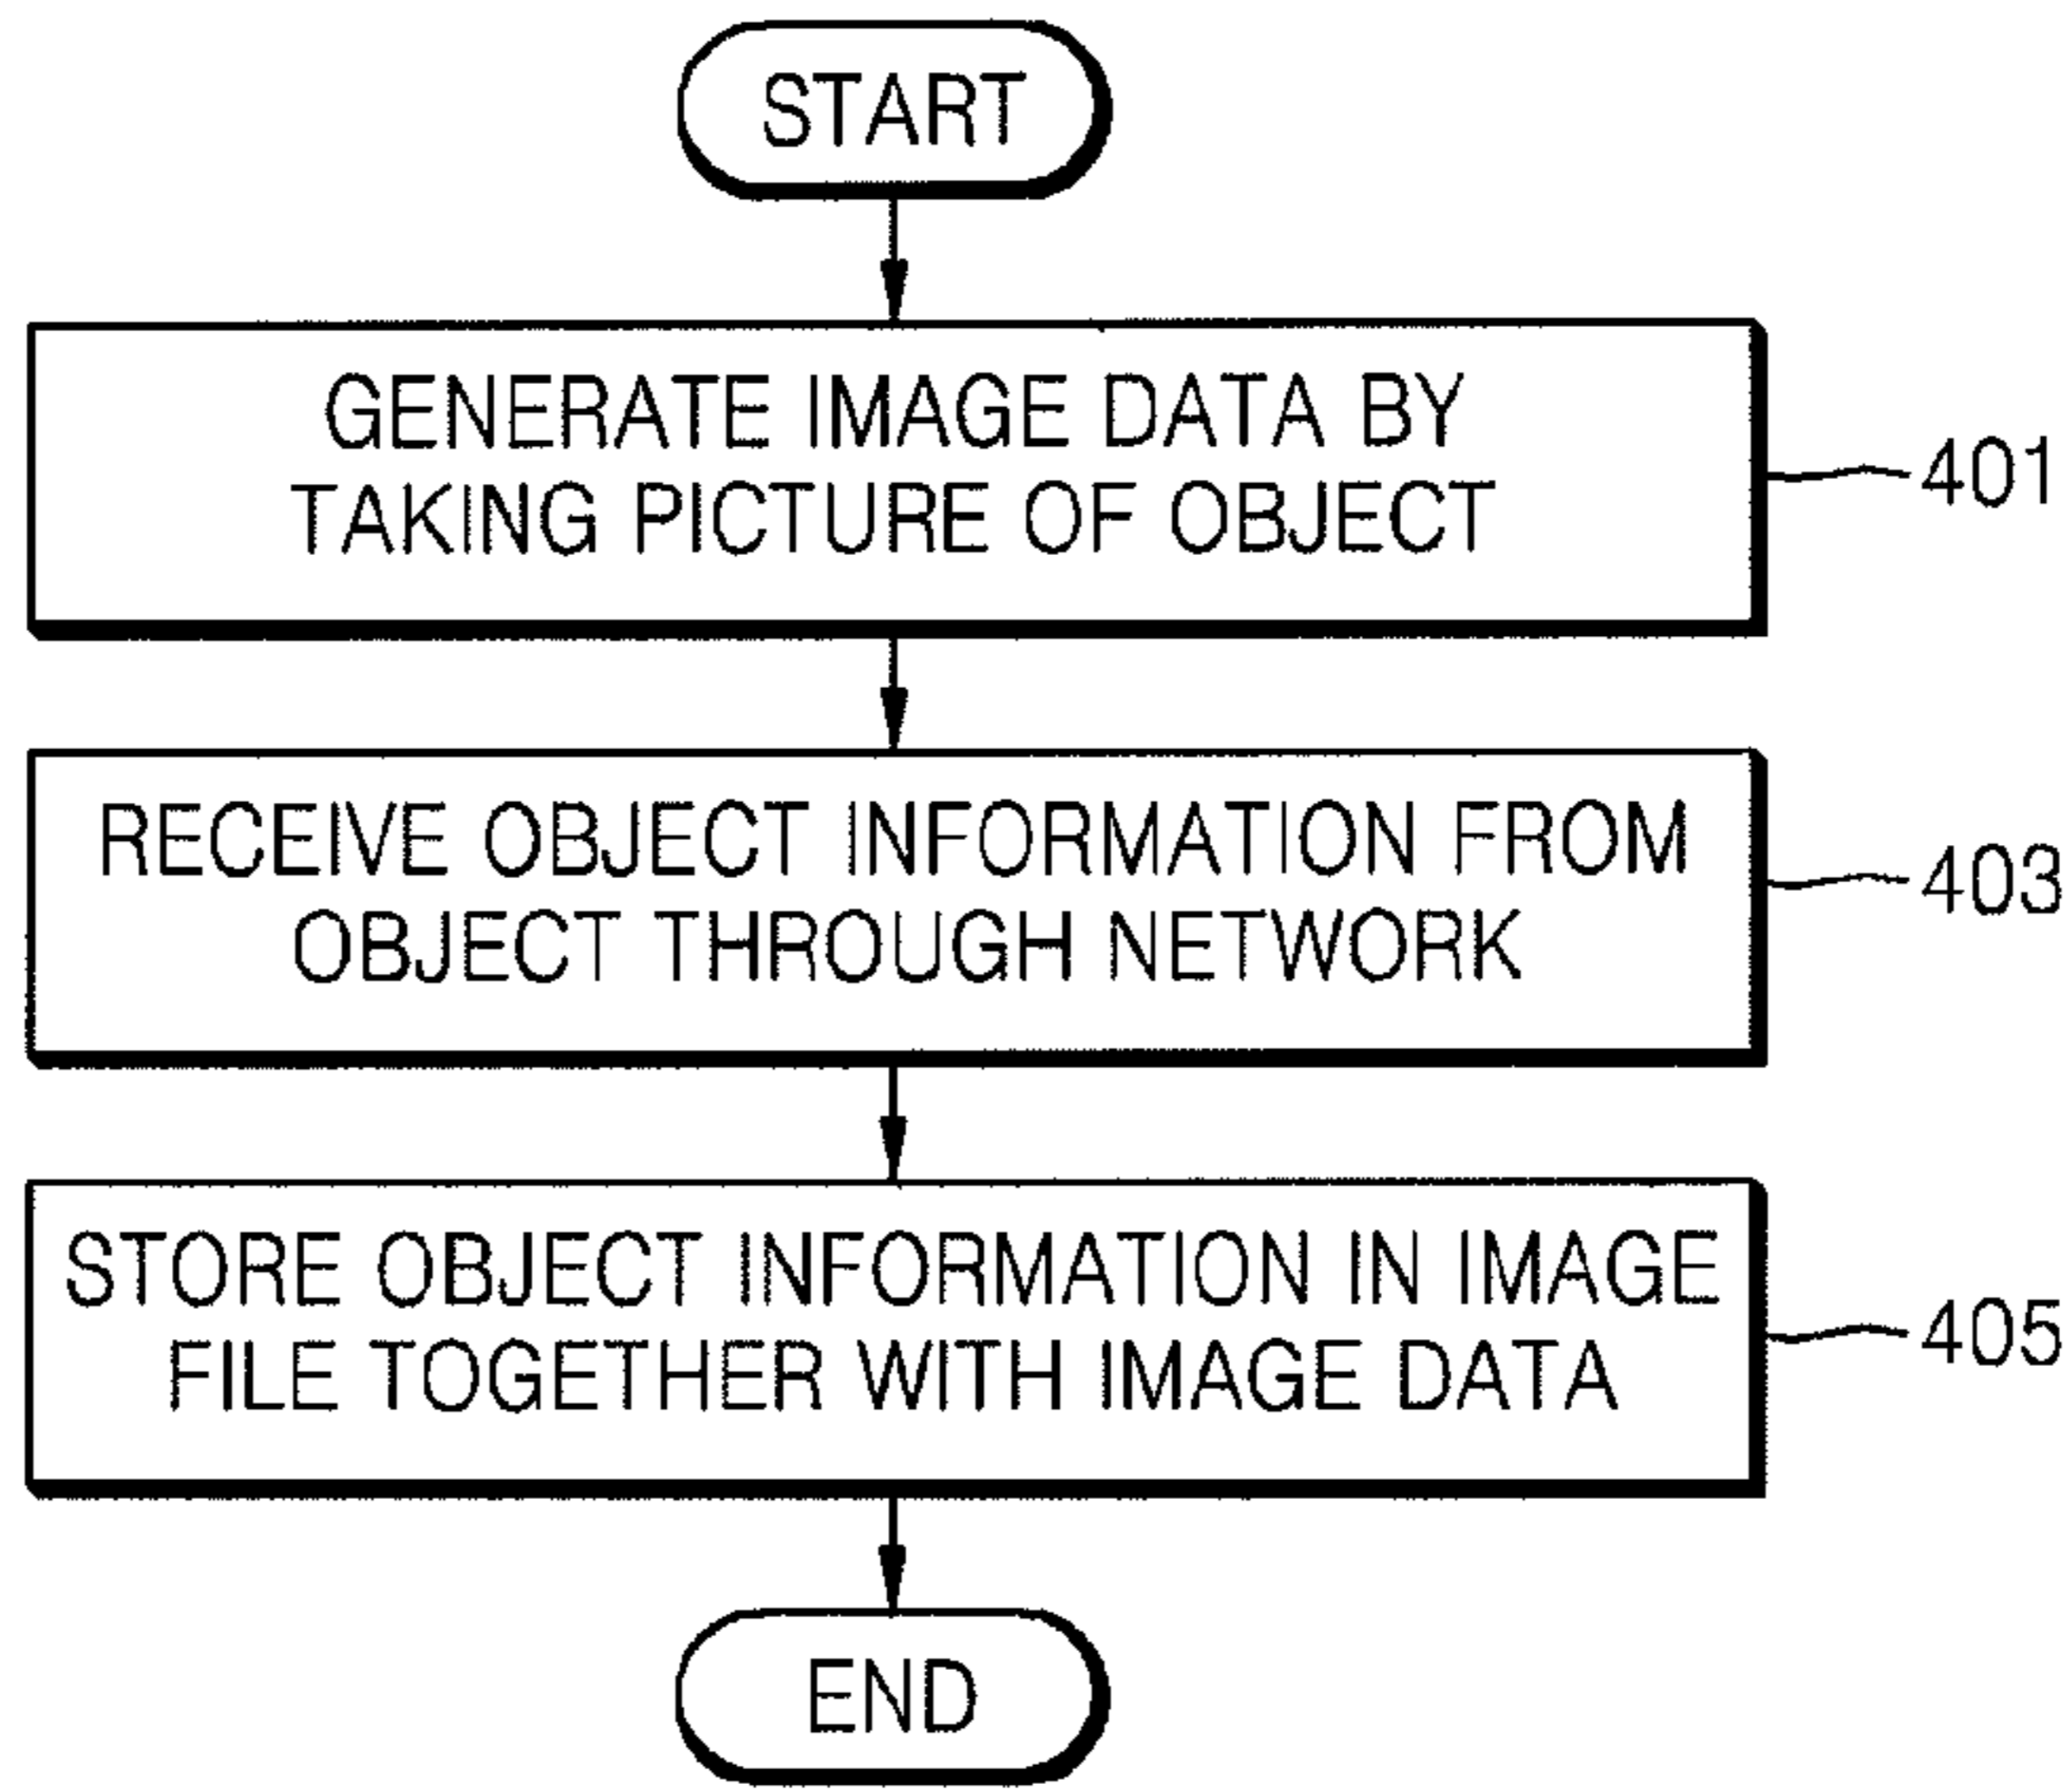 START
GENERATE IMAGE DATA BY
TAKING PICTURE OF OBJECT
401
RECEIVE OBJECT INFORMATION FROM
OBJECT THROUGH NETWORK
403
STORE OBJECT INFORMATION IN IMAGE
FILE TOGETHER WITH IMAGE DATA
405
END